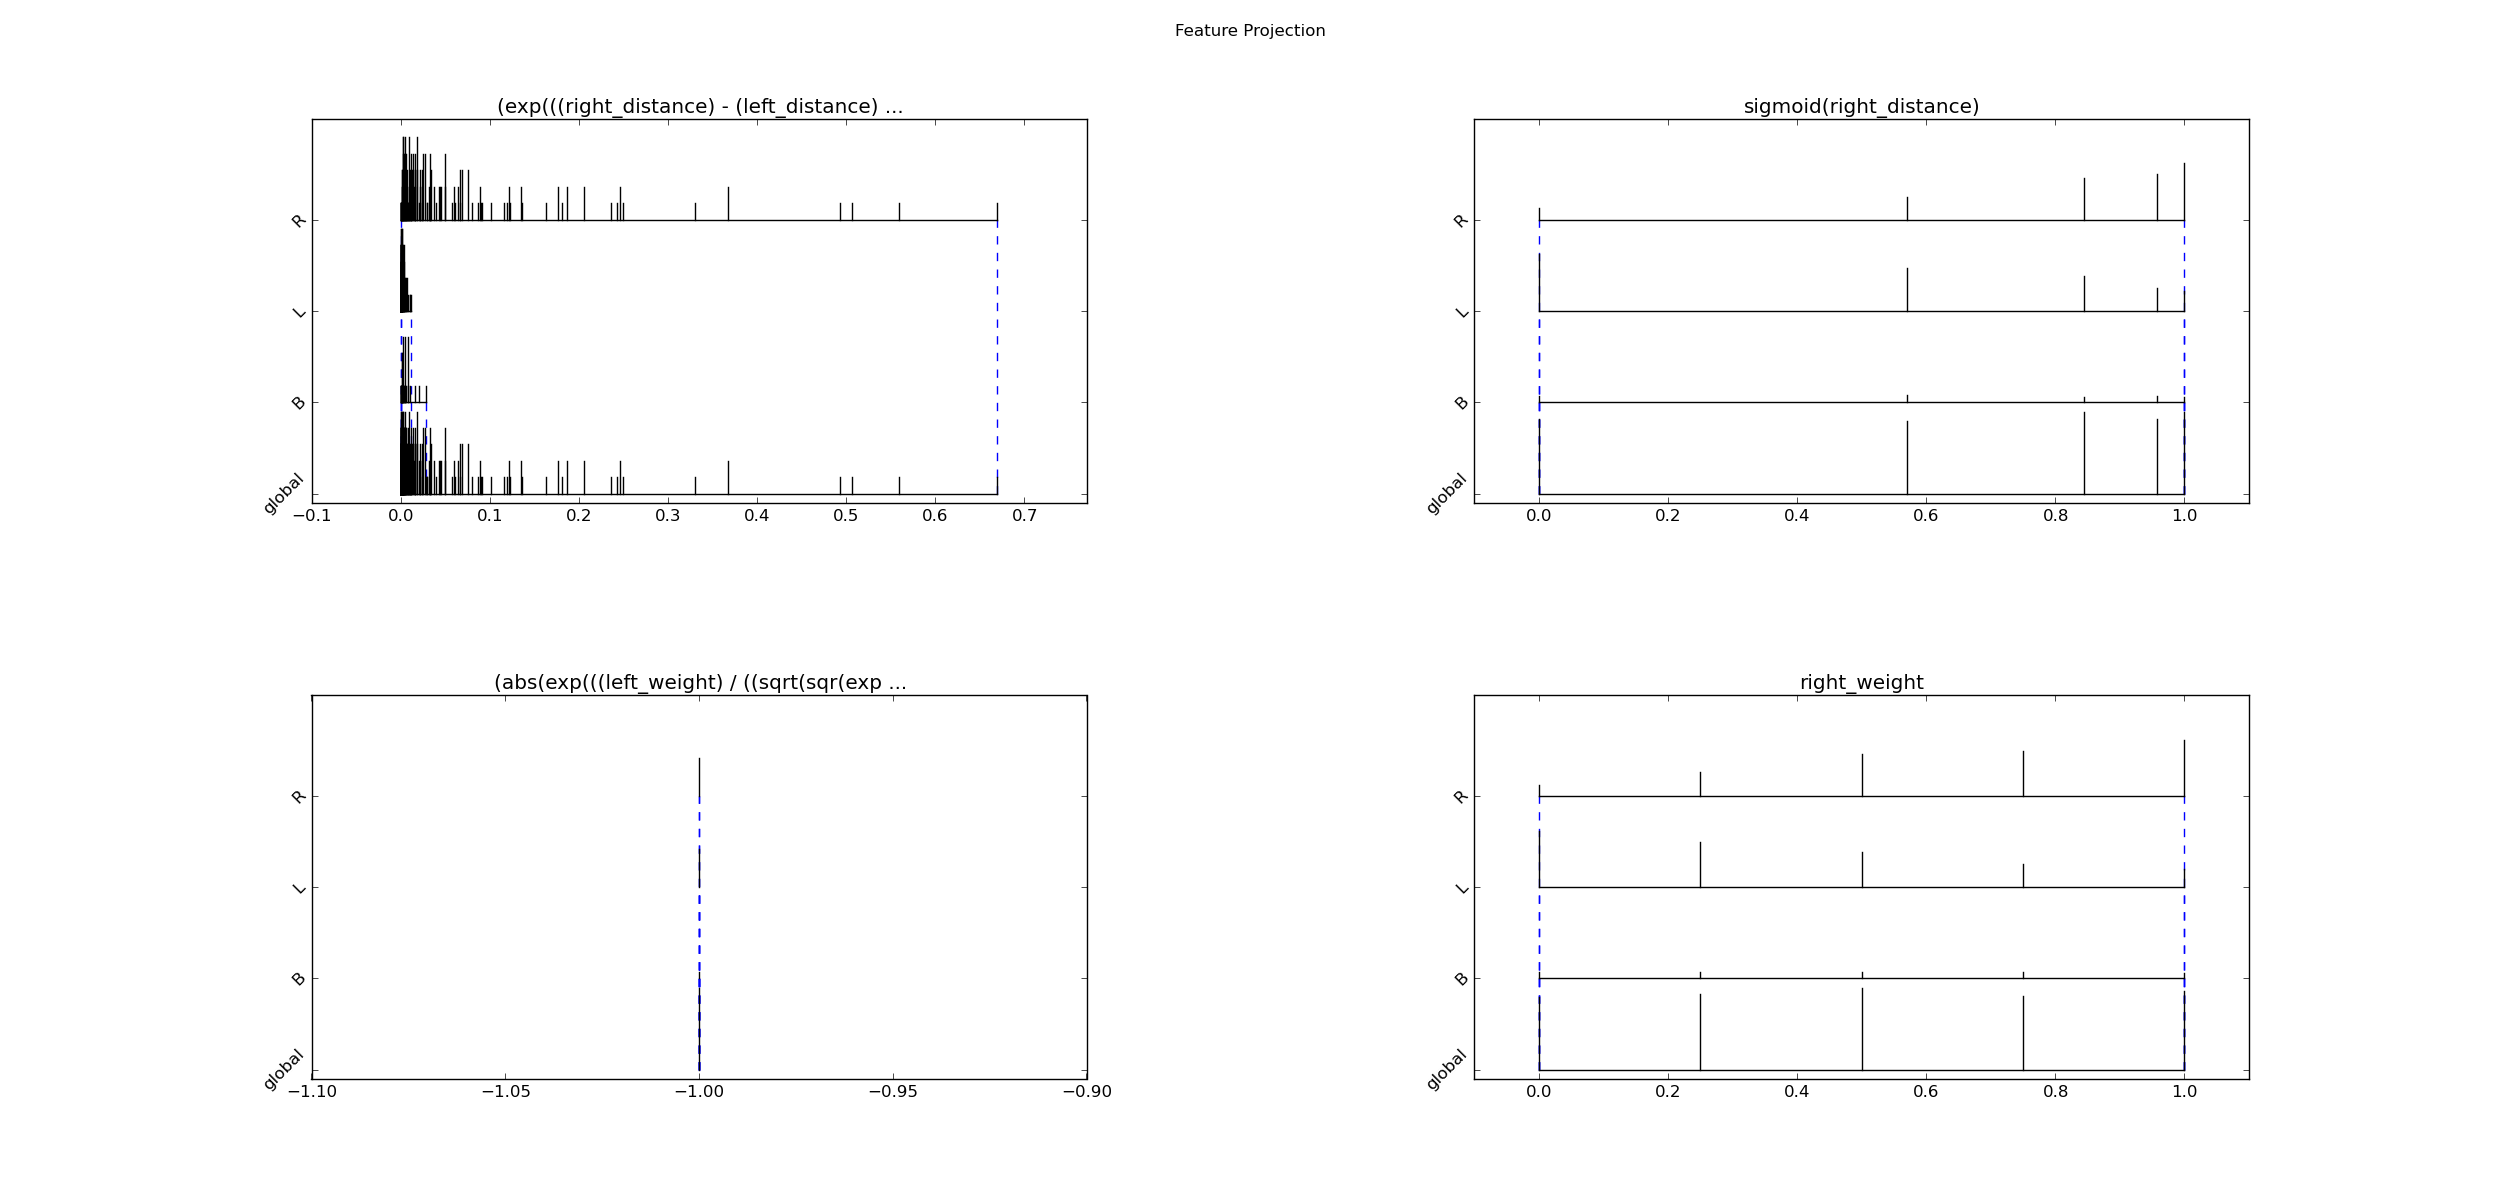 Feature Projection
(exp(((right_distance) - (left_distance) ...
R
L
B
global
−0.1 0.0 0.1 0.2 0.3 0.4 0.5 0.6 0.7
sigmoid(right_distance)
R
L
B
global
0.0 0.2 0.4 0.6 0.8 1.0
(abs(exp(((left_weight) / ((sqrt(sqr(exp ...
R
L
B
global
−1.10 −1.05 −1.00 −0.95 −0.90
right_weight
R
L
B
global
0.0 0.2 0.4 0.6 0.8 1.0